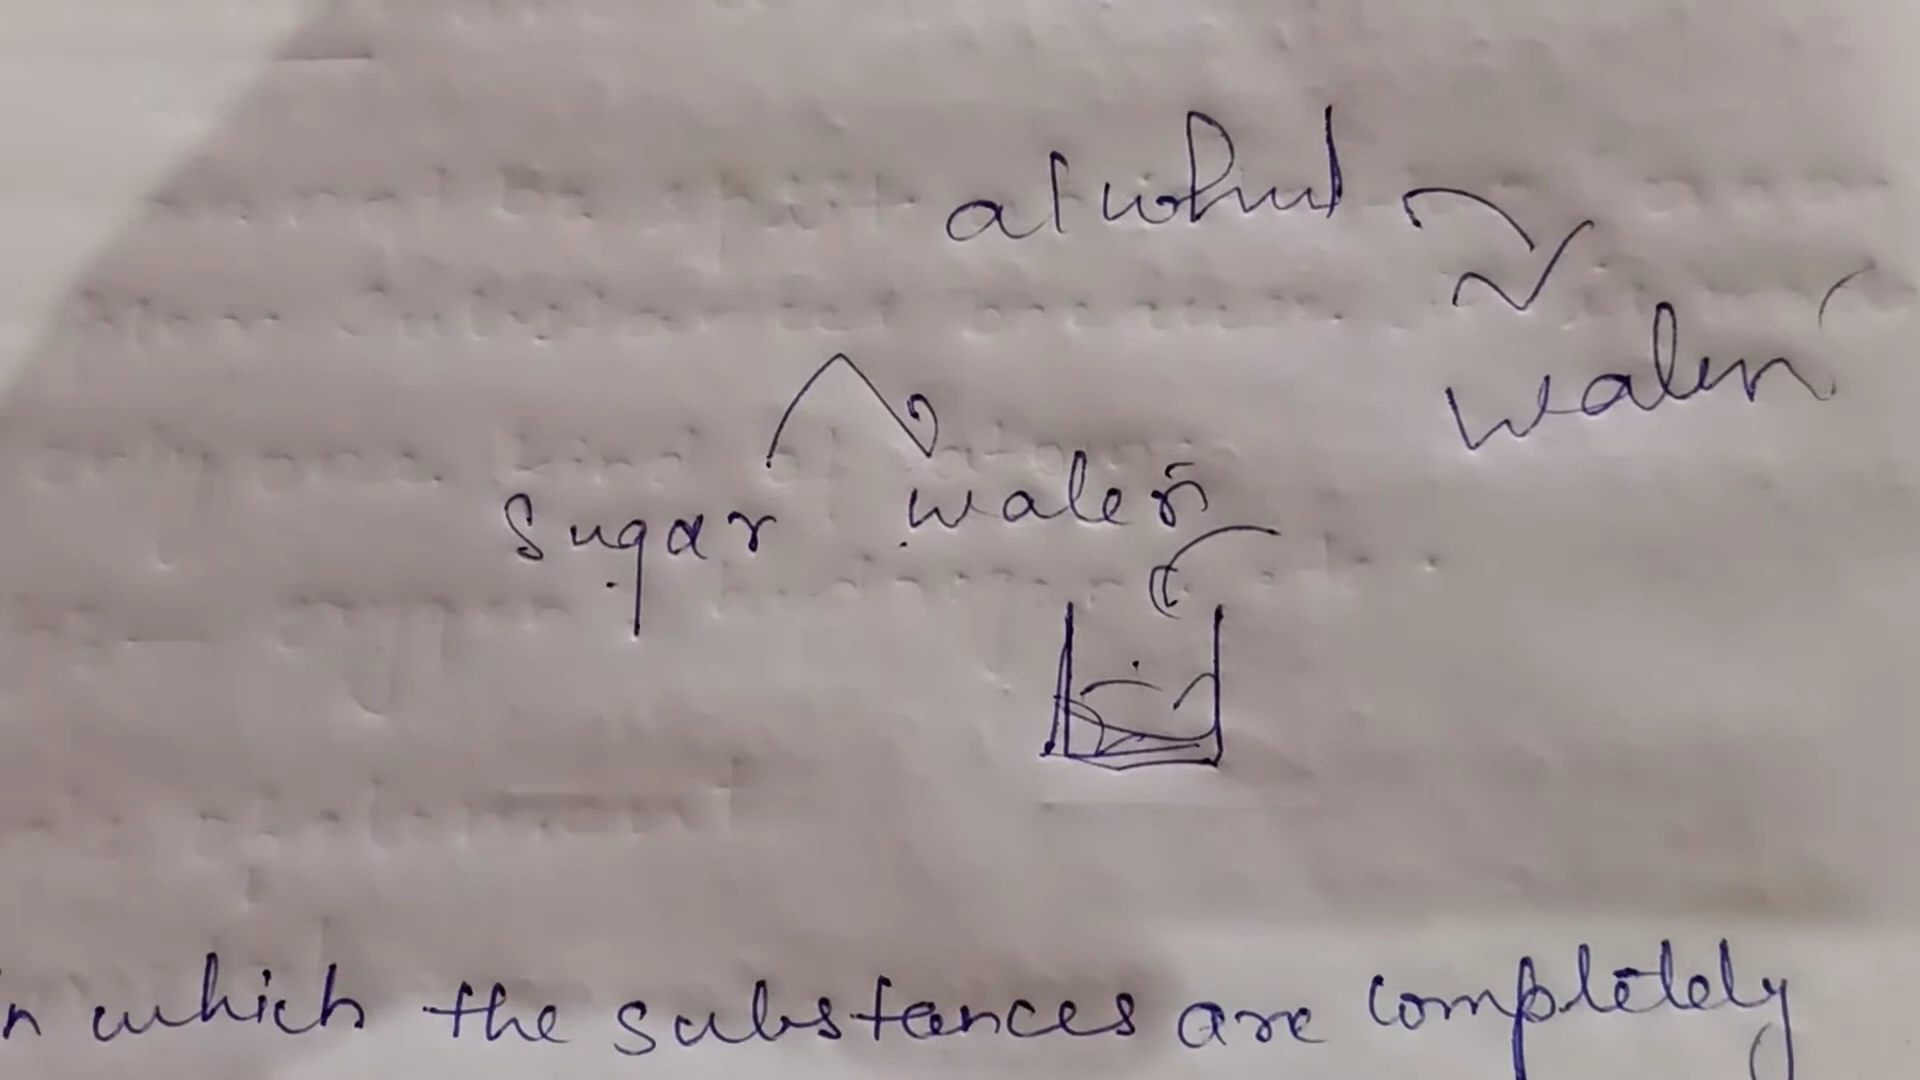 alcohol
water
sugar water
n which the substances are completely